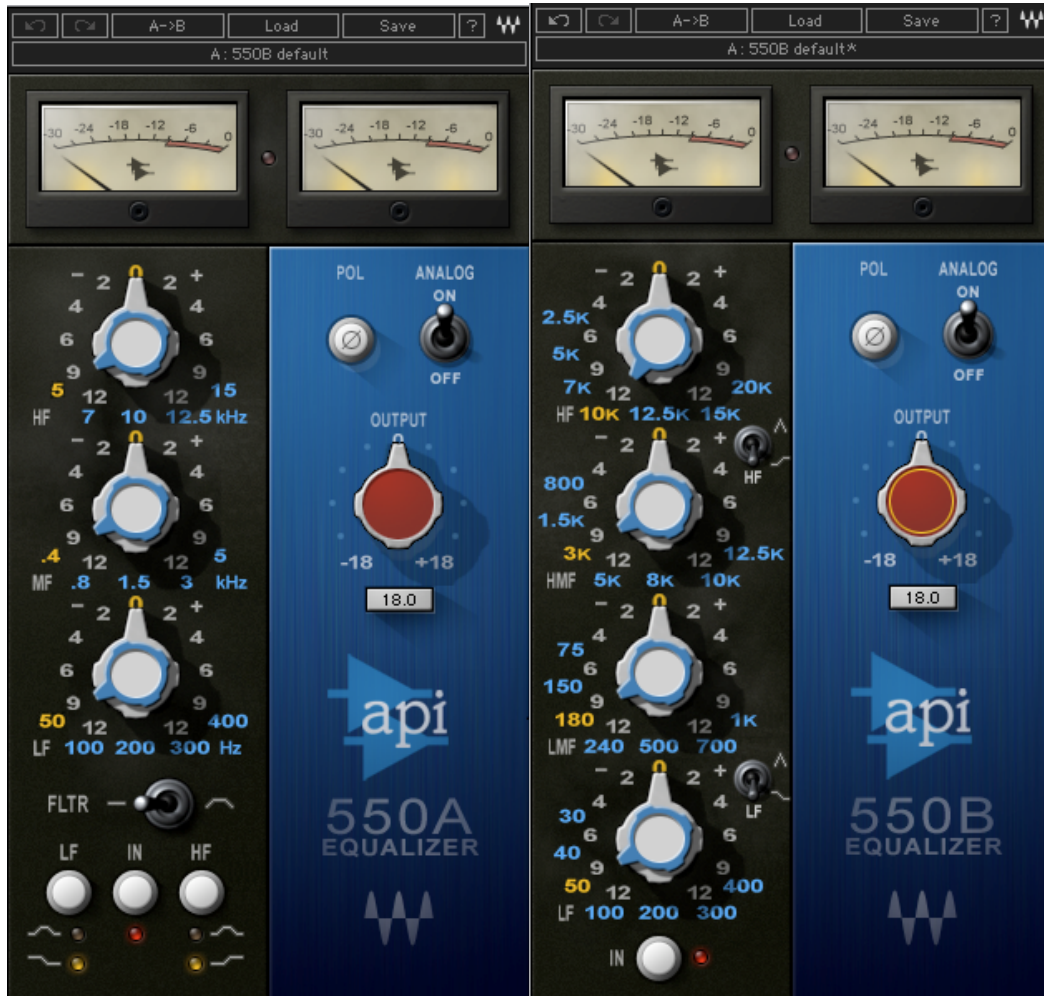 A->B Load Save ?
A: 550B default
-30 -24 -18 -12 -6 0
-30 -24 -18 -12 -6 0
POL ANALOG
ON
OFF
- 2 0 2 +
4 4
6 6
9 9
12 12
5 15
HF 7 10 12.5 kHz
OUTPUT
-18 +18
18.0
- 2 0 2 +
4 4
6 6
9 9
12 12
.4 5
MF .8 1.5 3 kHz
- 2 0 2 +
4 4
6 6
9 9
12 12
50 400
LF 100 200 300 Hz
api
550A
EQUALIZER
FLTR
LF IN HF
A->B Load Save ?
A: 550B default*
-30 -24 -18 -12 -6 0
-30 -24 -18 -12 -6 0
POL ANALOG
ON
OFF
- 2 0 2 +
4 4
2.5K
6 6
5K
9 9
7K 12 12 20K
HF 10K 12.5K 15K
HF
OUTPUT
-18 +18
18.0
- 2 0 2 +
4 4
800
6 6
1.5K
9 9
3K 12 12 12.5K
HMF 5K 8K 10K
- 2 0 2 +
4 4
75
6 6
150
9 9
180 12 12 1K
LMF 240 500 700
LF
- 2 0 2 +
4 4
30
6 6
40
9 9
50 12 12 400
LF 100 200 300
api
550B
EQUALIZER
IN